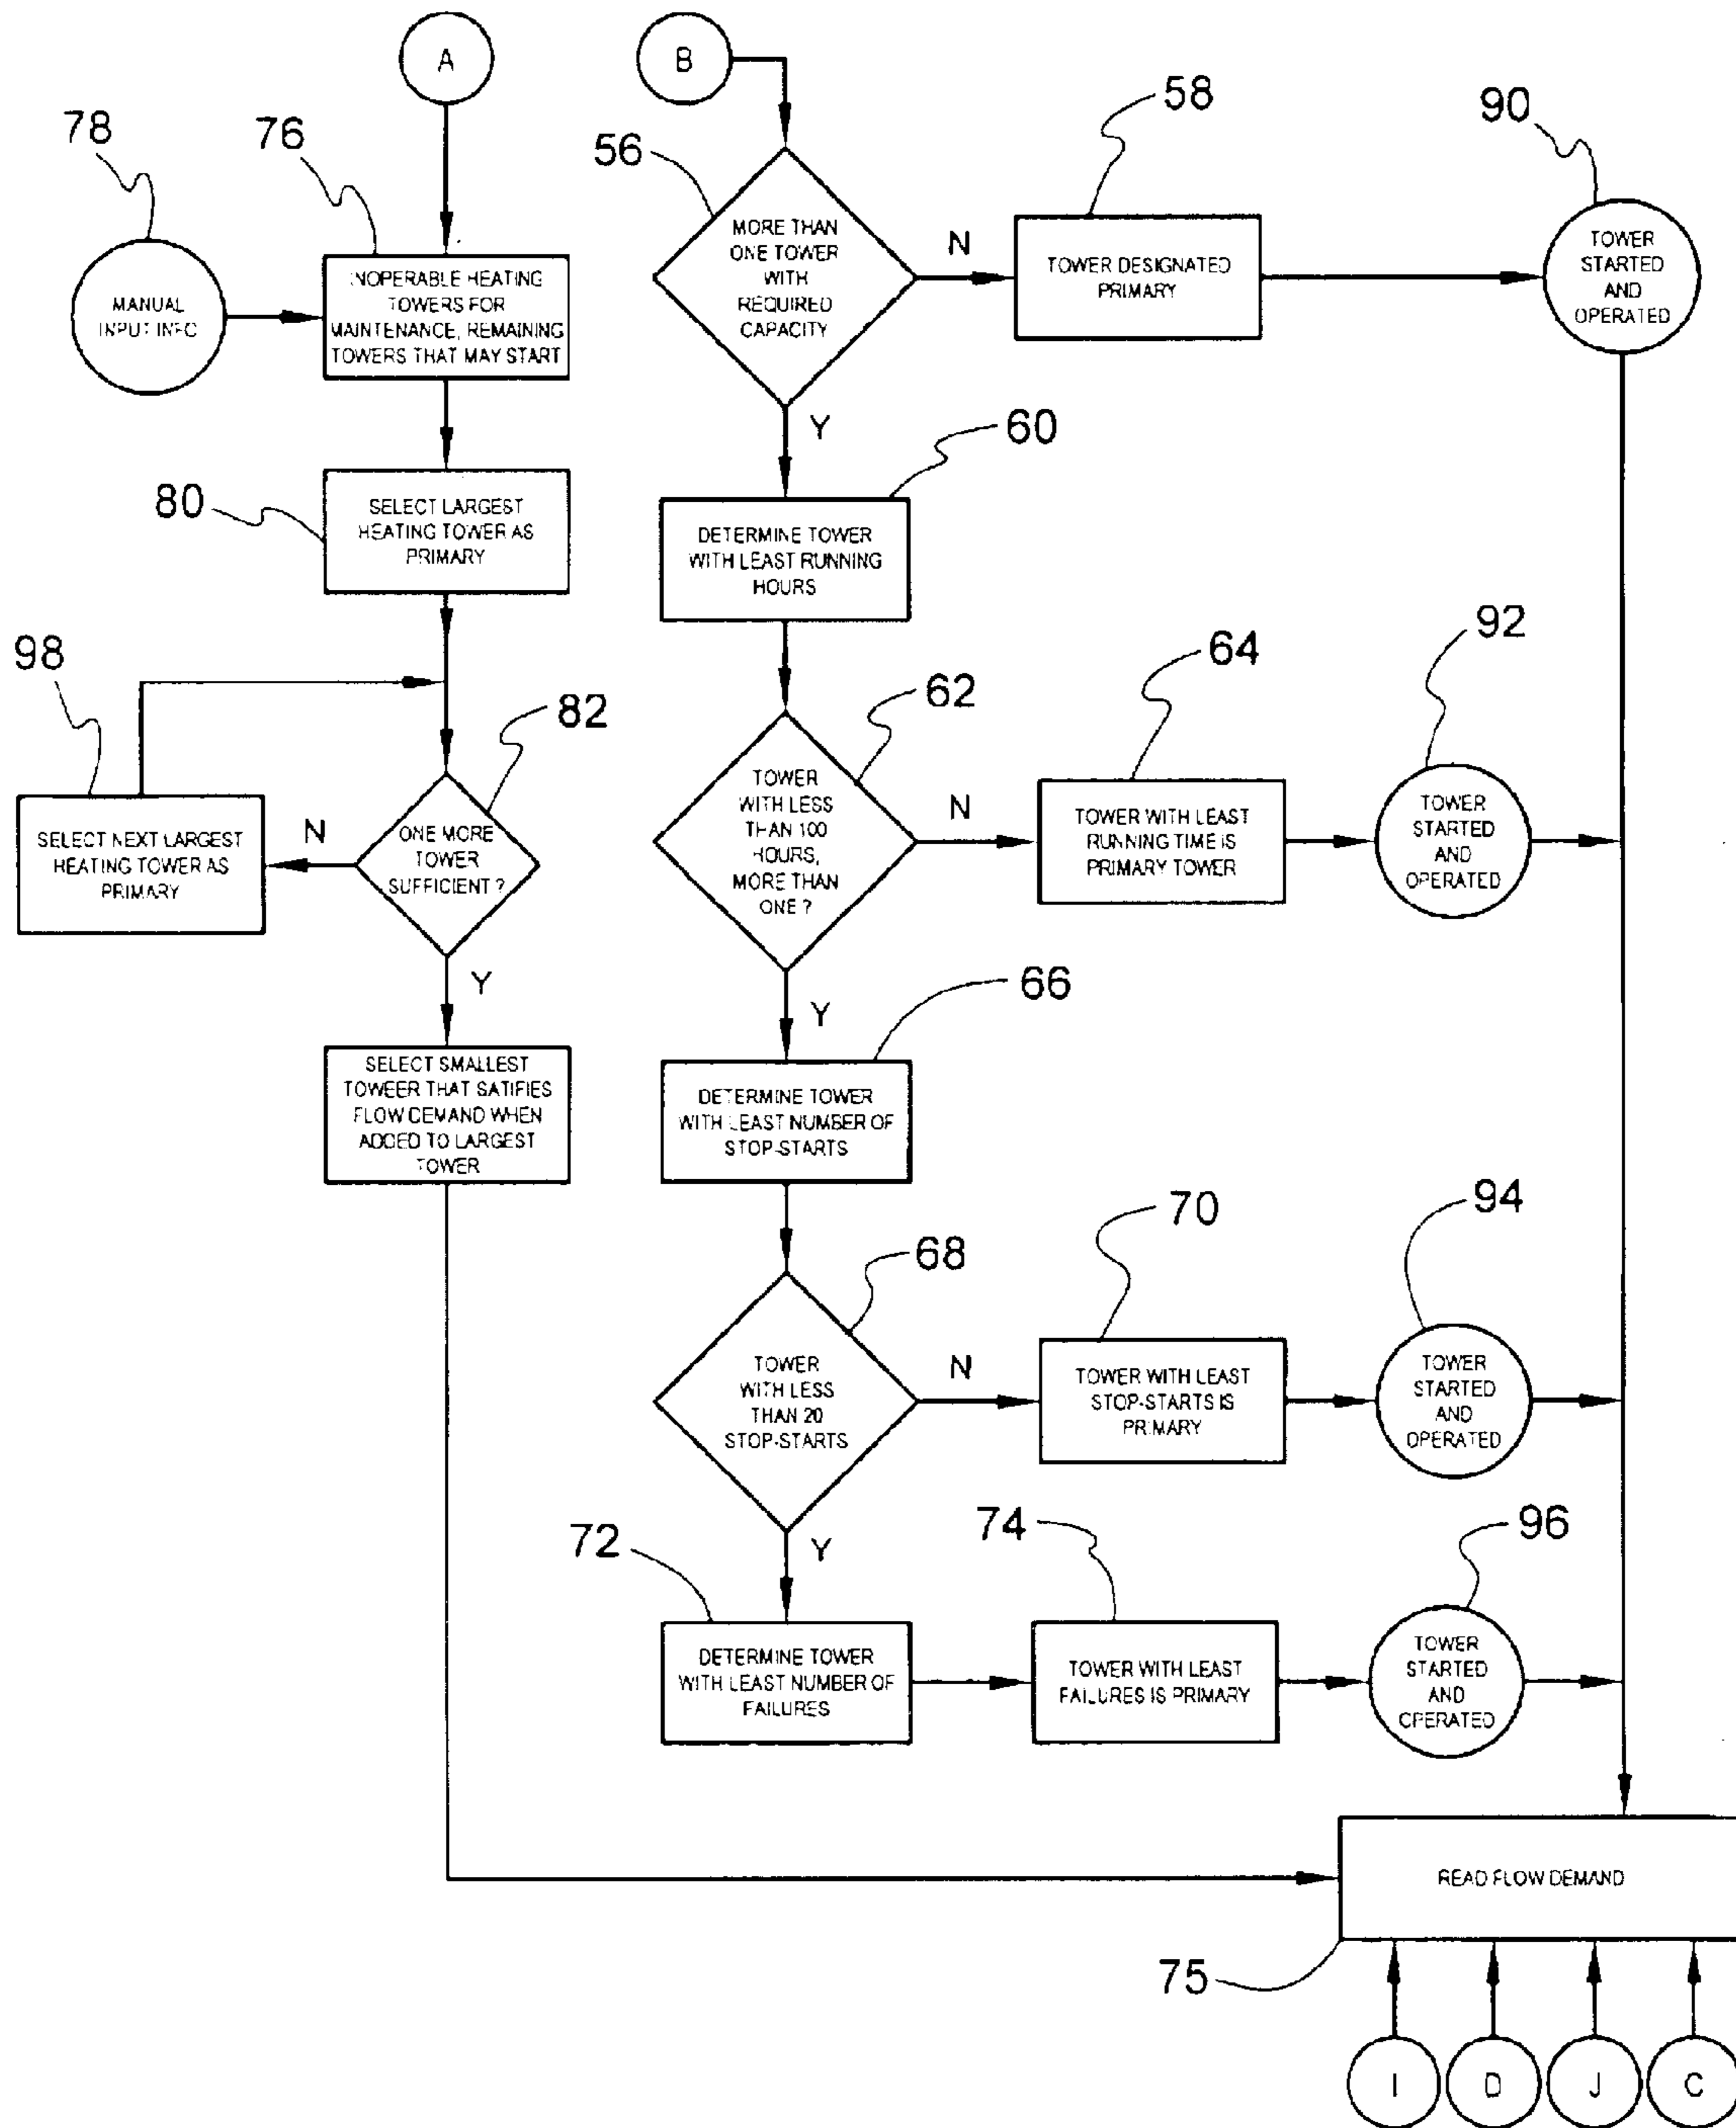 A
B
78
76
56
58
90
MANUAL
INPUT INFO
INOPERABLE HEATING
TOWERS FOR
MAINTENANCE, REMAINING
TOWERS THAT MAY START
MORE THAN
ONE TOWER
WITH
REQUIRED
CAPACITY
N
TOWER DESIGNATED
PRIMARY
TOWER
STARTED
AND
OPERATED
Y
60
80
SELECT LARGEST
HEATING TOWER AS
PRIMARY
DETERMINE TOWER
WITH LEAST RUNNING
HOURS
98
82
62
64
92
SELECT NEXT LARGEST
HEATING TOWER AS
PRIMARY
N
ONE MORE
TOWER
SUFFICIENT ?
Y
TOWER
WITH LESS
THAN 100
HOURS,
MORE THAN
ONE ?
N
TOWER WITH LEAST
RUNNING TIME IS
PRIMARY TOWER
TOWER
STARTED
AND
OPERATED
Y
66
SELECT SMALLEST
TOWEER THAT SATIFIES
FLOW DEMAND WHEN
ADDED TO LARGEST
TOWER
DETERMINE TOWER
WITH LEAST NUMBER OF
STOP-STARTS
68
70
94
TOWER
WITH LESS
THAN 20
STOP-STARTS
N
TOWER WITH LEAST
STOP-STARTS IS
PRIMARY
TOWER
STARTED
AND
OPERATED
Y
72
74
96
DETERMINE TOWER
WITH LEAST NUMBER OF
FAILURES
TOWER WITH LEAST
FAILURES IS PRIMARY
TOWER
STARTED
AND
OPERATED
READ FLOW DEMAND
75
I
D
J
C